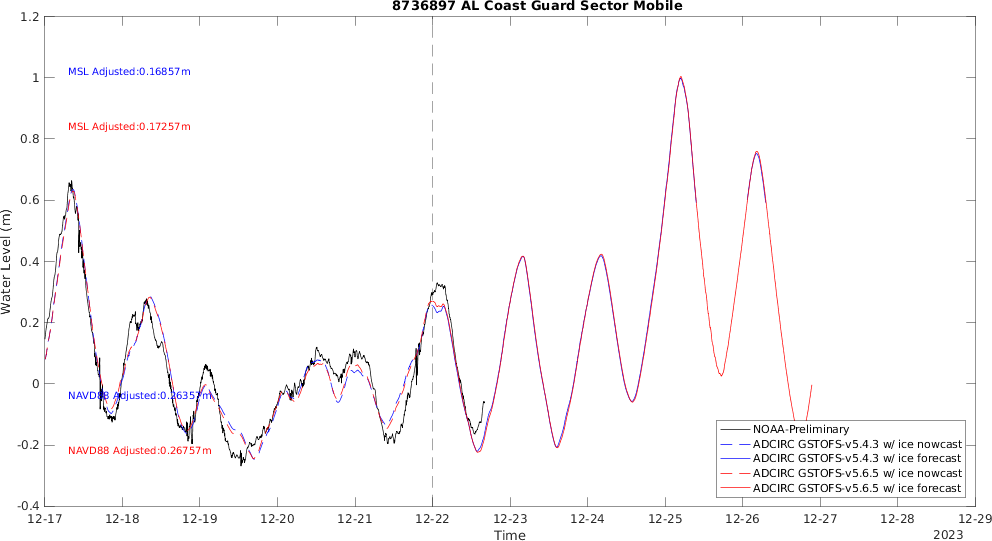 8736897 AL Coast Guard Sector Mobile
1.2
1
0.8
0.6
0.4
0.2
0
-0.2
-0.4
Water Level (m)
MSL Adjusted:0.16857m
MSL Adjusted:0.17257m
NAVD88 Adjusted:0.26357m
NAVD88 Adjusted:0.26757m
NOAA-Preliminary
ADCIRC GSTOFS-v5.4.3 w/ ice nowcast
ADCIRC GSTOFS-v5.4.3 w/ ice forecast
ADCIRC GSTOFS-v5.6.5 w/ ice nowcast
ADCIRC GSTOFS-v5.6.5 w/ ice forecast
12-17 12-18 12-19 12-20 12-21 12-22 12-23 12-24 12-25 12-26 12-27 12-28 12-29
Time
2023